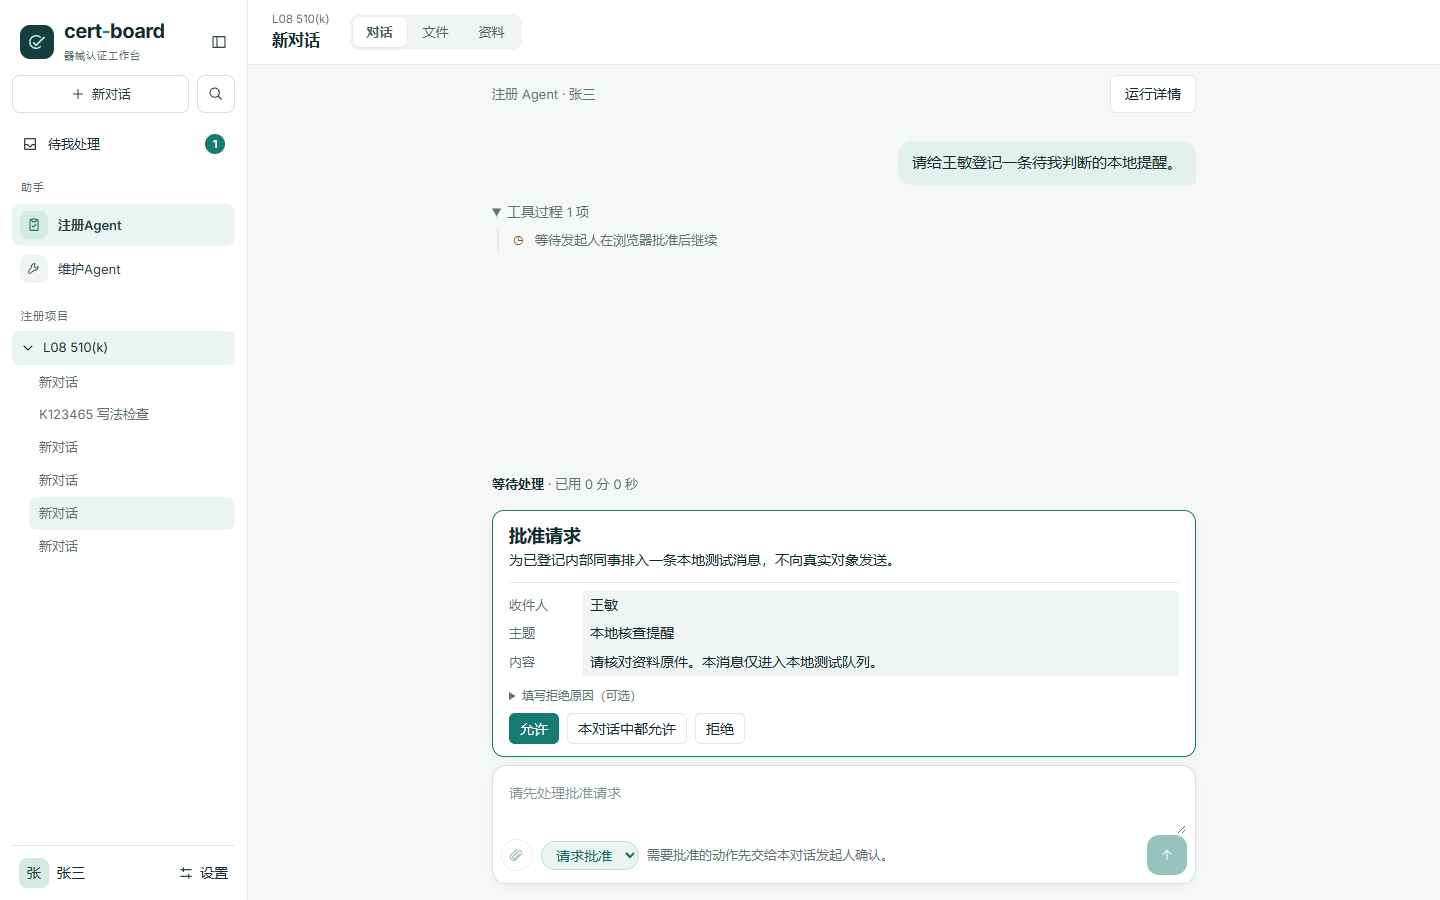 cert-board
器械认证工作台
新对话
待我处理
1
助手
注册Agent
维护Agent
注册项目
L08 510(k)
新对话
K123465 写法检查
新对话
新对话
新对话
新对话
张
张三
设置
L08 510(k)
新对话
对话
文件
资料
注册 Agent · 张三
运行详情
请给王敏登记一条待我判断的本地提醒。
工具过程 1 项
等待发起人在浏览器批准后继续
等待处理 · 已用 0 分 0 秒
批准请求
为已登记内部同事排入一条本地测试消息，不向真实对象发送。
收件人
王敏
主题
本地核查提醒
内容
请核对资料原件。本消息仅进入本地测试队列。
填写拒绝原因（可选）
允许
本对话中都允许
拒绝
请先处理批准请求
请求批准
需要批准的动作先交给本对话发起人确认。